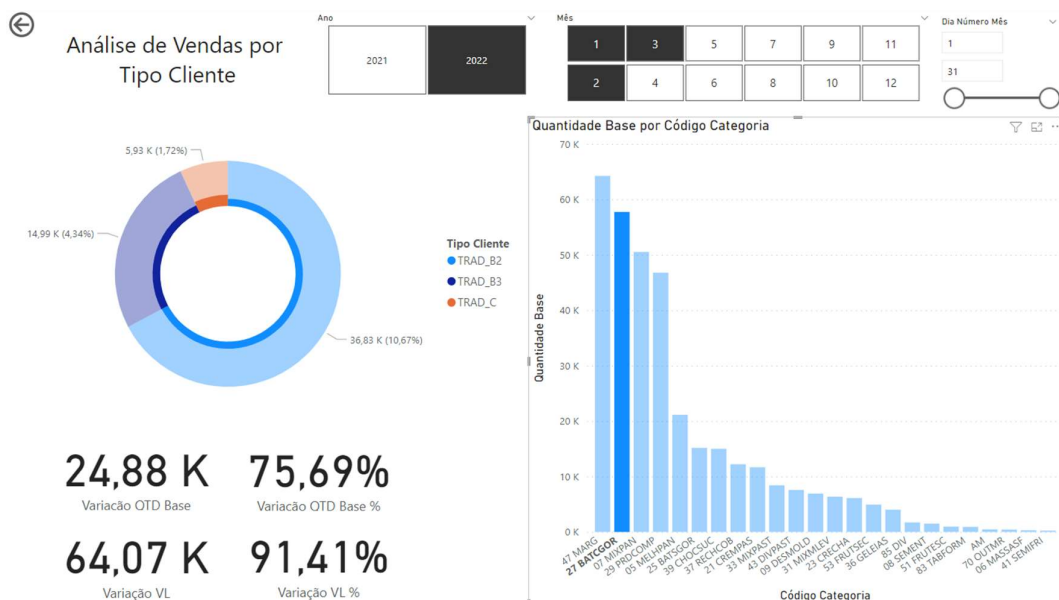 Análise de Vendas por
Tipo Cliente
Ano
2021
2022
Mês
1
3
5
7
9
11
2
4
6
8
10
12
Dia Número Mês
1
31
5,93 K (1,72%)
14,99 K (4,34%)
36,83 K (10,67%)
Tipo Cliente
TRAD_B2
TRAD_B3
TRAD_C
24,88 K
Variacão QTD Base
75,69%
Variacão QTD Base %
64,07 K
Variação VL
91,41%
Variação VL %
Quantidade Base por Código Categoria
Quantidade Base
70 K
60 K
50 K
40 K
30 K
20 K
10 K
0 K
47 MARG
27 BATCGOR
07 MIXPAN
29 PRDCOMP
05 MELHPAN
25 BATSGOR
39 CHOCSUC
37 RECHCOB
21 CREMPAS
33 MIXPAST
43 DIVPAST
09 DESMOLD
31 MIXMLEV
23 CRECHA
53 FRUTSEC
36 GELEIAS
85 DIV
08 SEMENT
51 FRUTESC
83 TABFORM
AM
70 OUTMR
06 MASSASF
41 SEMIFRI
Código Categoria